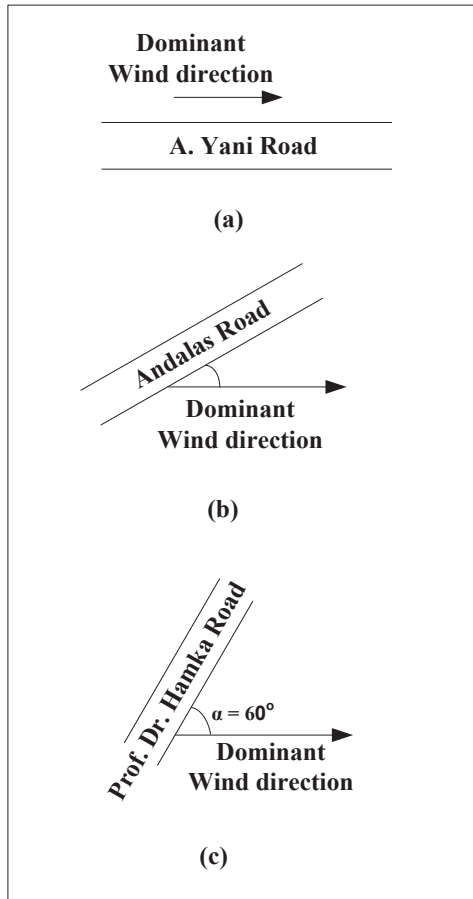 Dominant
Wind direction
A. Yani Road
(a)
Andalas Road
Dominant
Wind direction
(b)
Prof. Dr. Hamka Road
α = 60°
Dominant
Wind direction
(c)